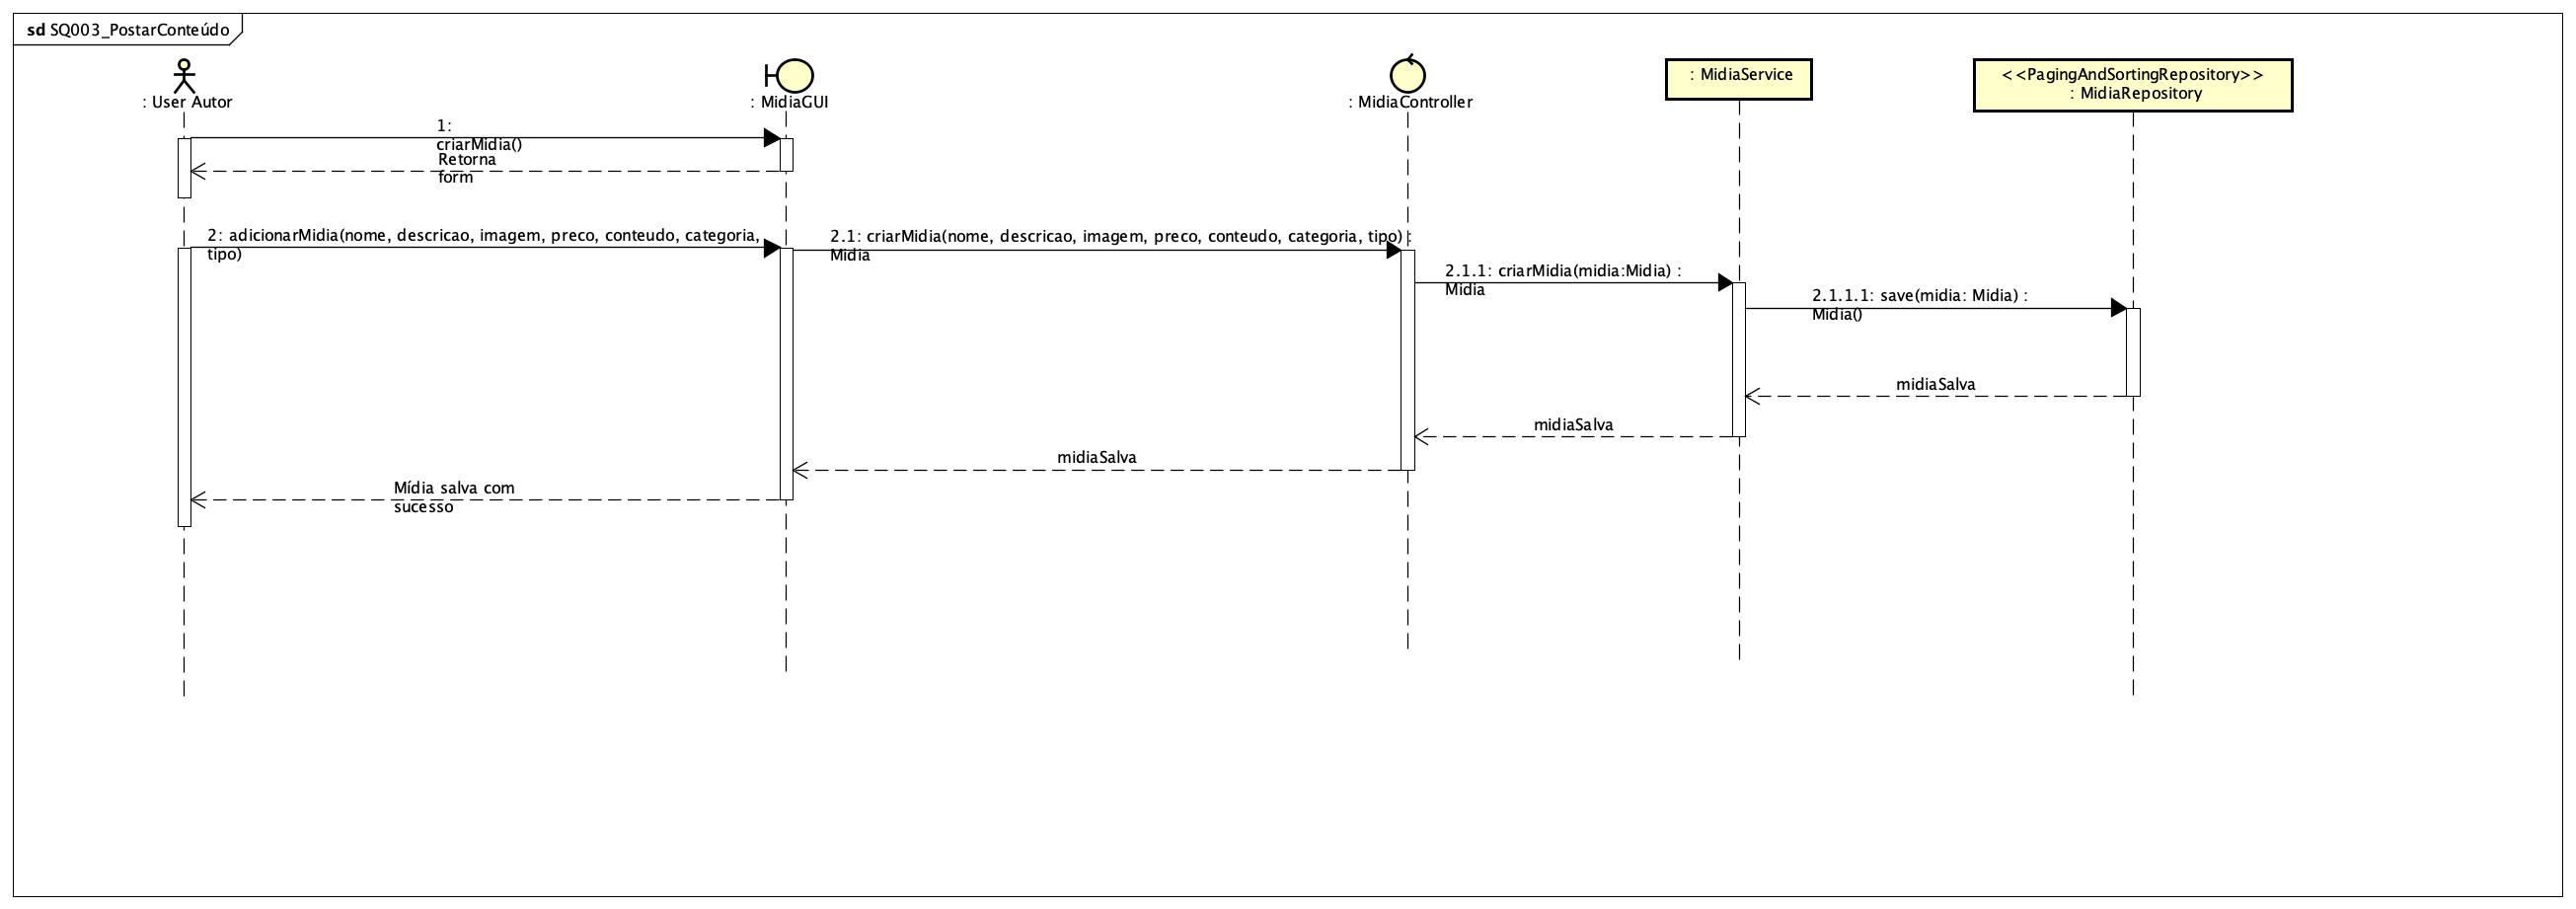 sd SQ003_PostarConteúdo
: User Autor
: MidiaGUI
: MidiaController
: MidiaService
<<PagingAndSortingRepository>>
: MidiaRepository
1:
criarMidia()
Retorna
form
2: adicionarMidia(nome, descricao, imagem, preco, conteudo, categoria,
tipo)
2.1: criarMidia(nome, descricao, imagem, preco, conteudo, categoria, tipo) :
Midia
2.1.1: criarMidia(midia:Midia) :
Midia
2.1.1.1: save(midia: Midia) :
Midia()
midiaSalva
midiaSalva
midiaSalva
Mídia salva com
sucesso